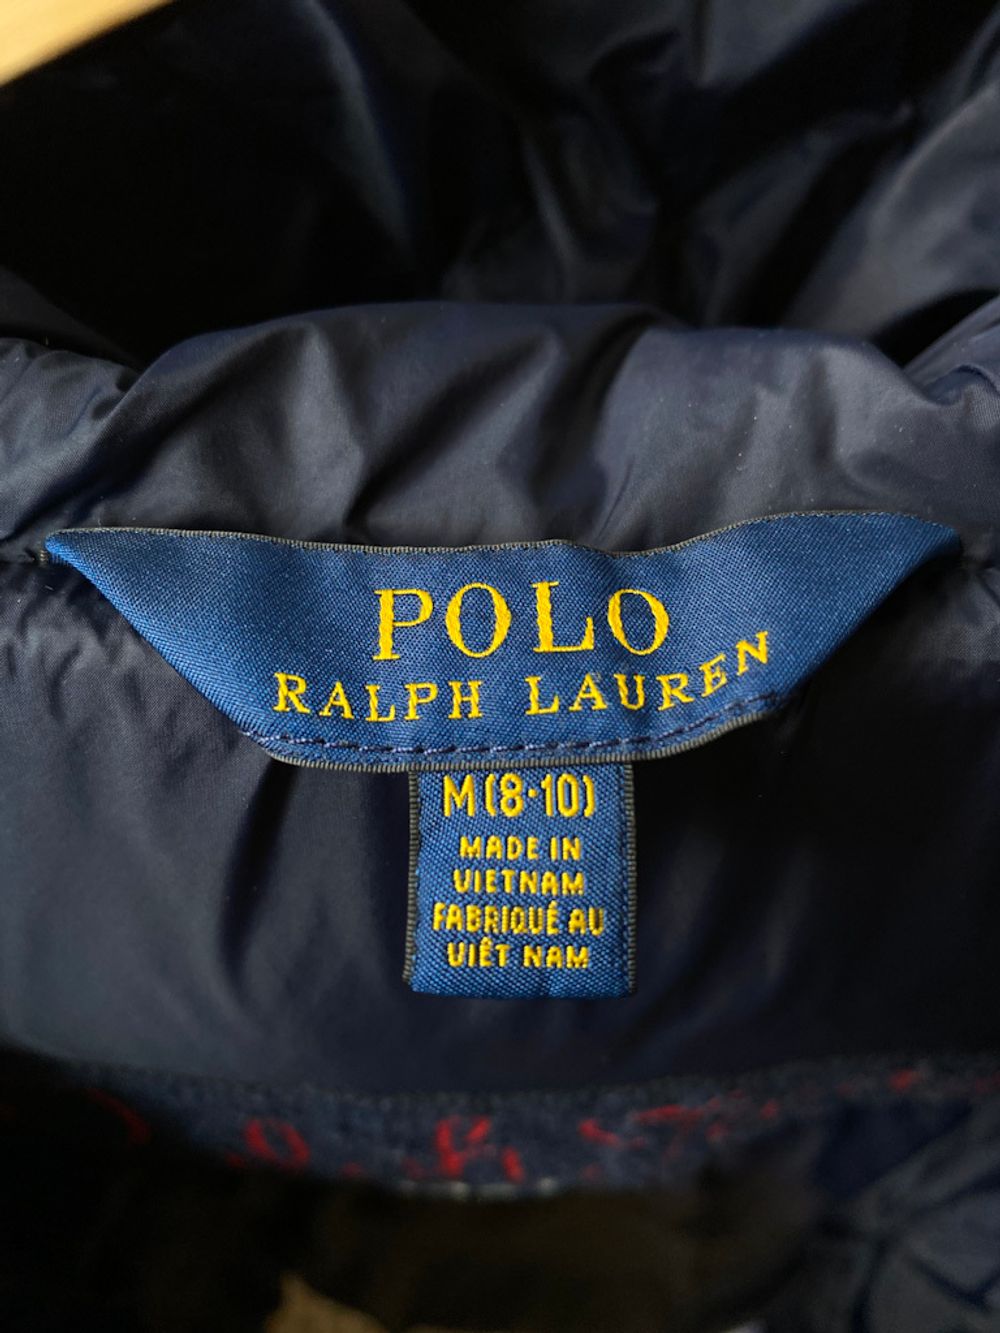 POLO
RALPH LAUREN
M(8·10)
MADE IN
VIETNAM
FABRIQUÉ AU
VIÊT NAM